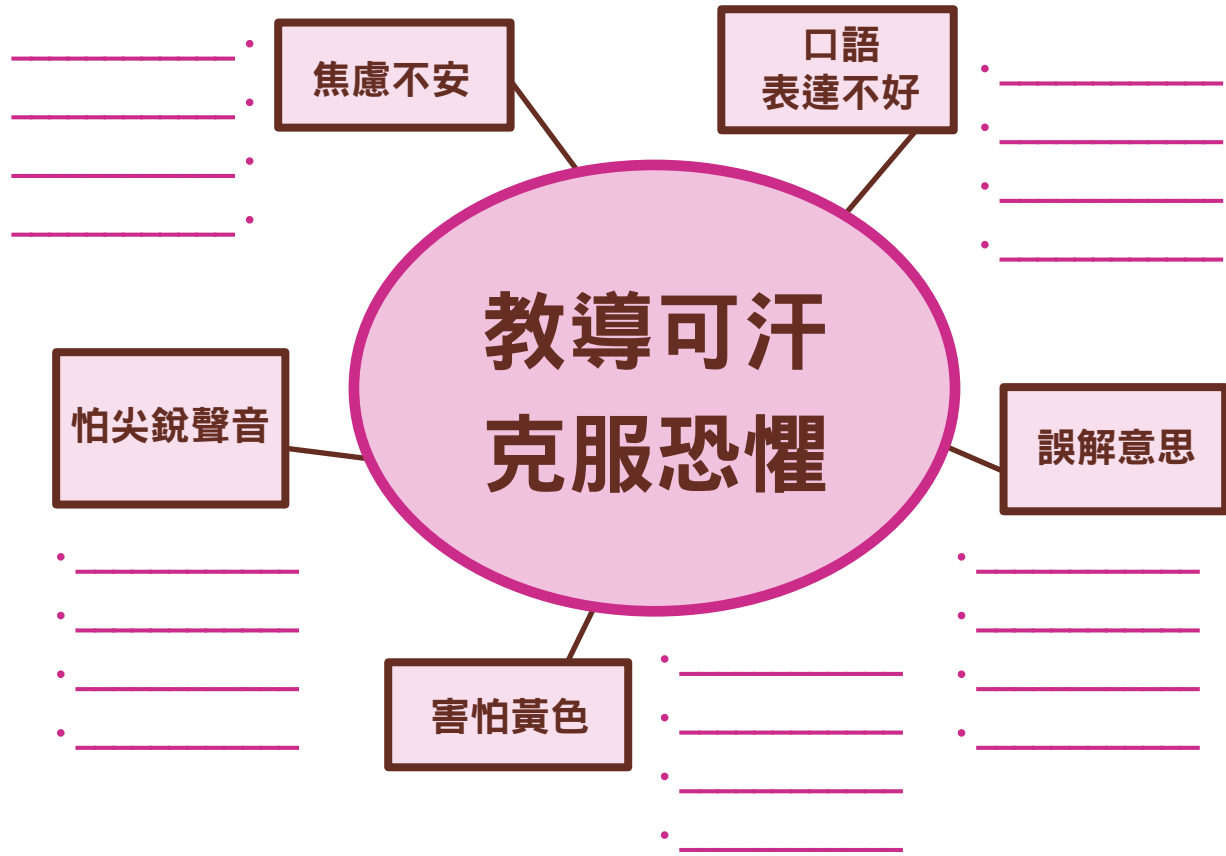 焦慮不安
口語
表達不好
教導可汗
克服恐懼
怕尖銳聲音
誤解意思
害怕黃色